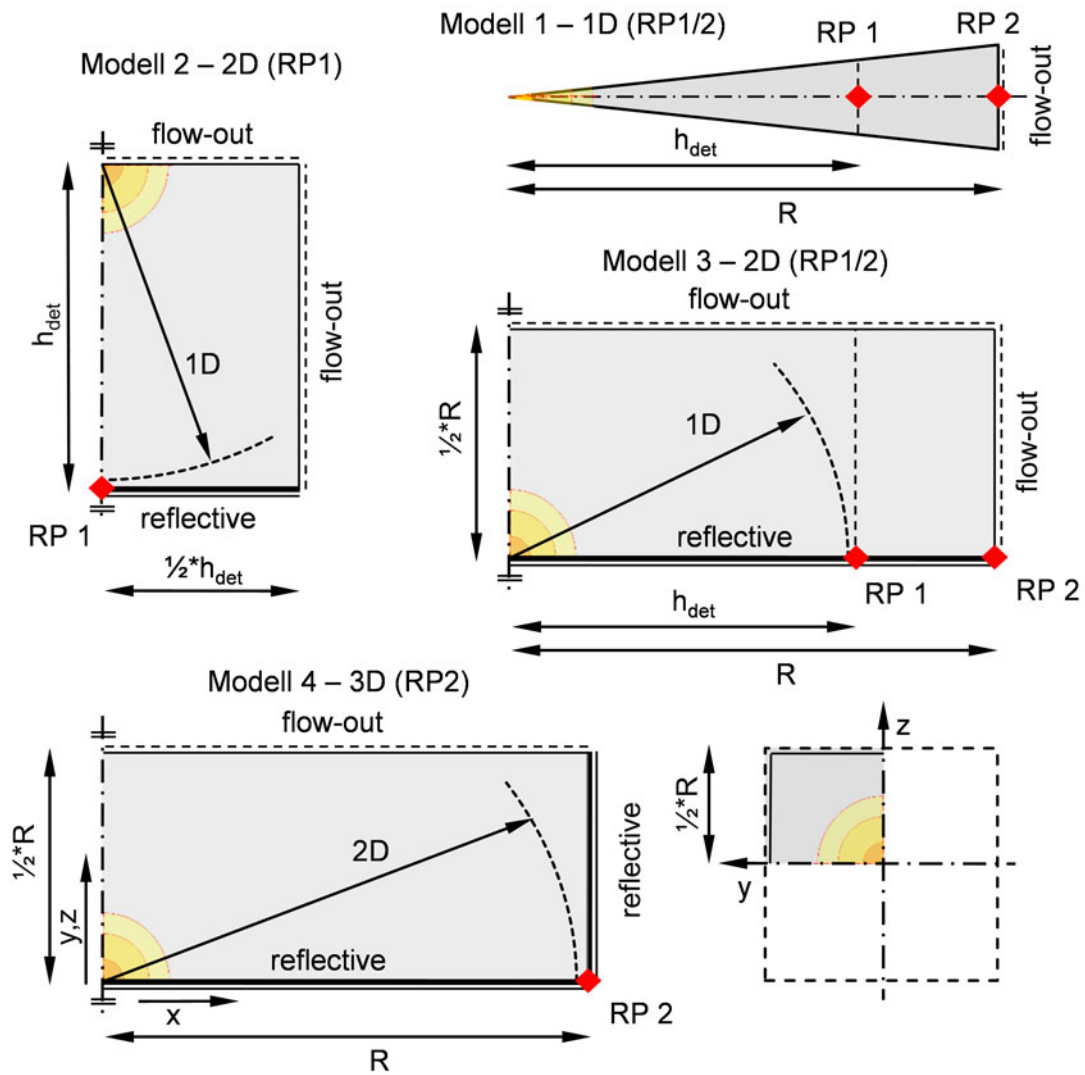 Modell 1 – 1D (RP1/2)
RP 1
RP 2
flow-out
h_det
R
Modell 2 – 2D (RP1)
flow-out
h_det
1D
flow-out
RP 1
reflective
½*h_det
Modell 3 – 2D (RP1/2)
flow-out
½*R
1D
flow-out
reflective
RP 1
RP 2
h_det
R
Modell 4 – 3D (RP2)
flow-out
½*R
y,z
2D
reflective
reflective
x
RP 2
R
z
½*R
y